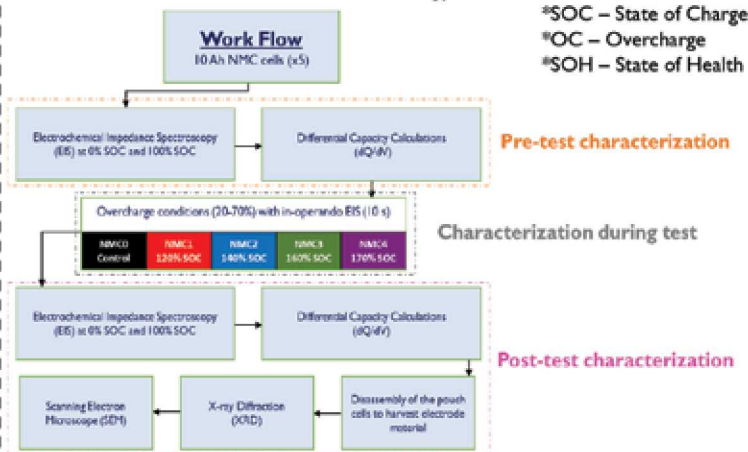 *SOC – State of Charge
*OC – Overcharge
*SOH – State of Health
Work Flow
10 Ah NMC cells (x5)
Electrochemical Impedance Spectroscopy
(EIS) at 0% SOC and 100% SOC
Differential Capacity Calculations
(dQ/dV)
Pre-test characterization
Overcharge conditions (20-70%) with in-operando EIS (10 s)
NMC0
Control
NMC1
120% SOC
NMC2
140% SOC
NMC3
160% SOC
NMC4
170% SOC
Characterization during test
Electrochemical Impedance Spectroscopy
(EIS) at 0% SOC and 100% SOC
Differential Capacity Calculations
(dQ/dV)
Post-test characterization
Scanning Electron
Microscope (SEM)
X-ray Diffraction
(XRD)
Disassembly of the pouch
cells to harvest electrode
material